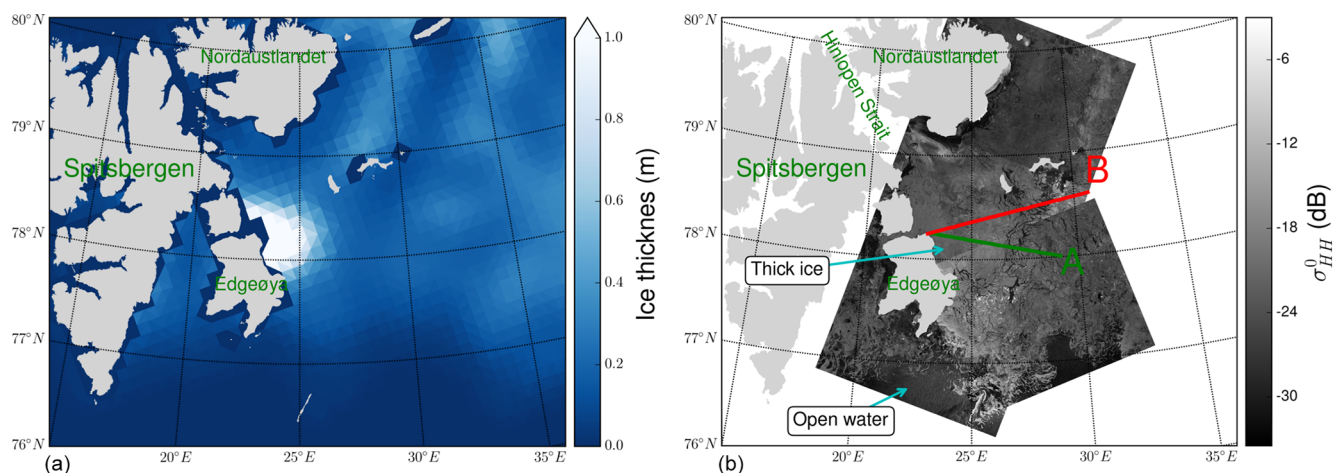 80°N
79°N
78°N
77°N
76°N
20°E
25°E
30°E
35°E
Nordaustlandet
Spitsbergen
Edgeøya
(a)
1.0
0.8
0.6
0.4
0.2
0.0
Ice thicknes (m)
80°N
79°N
78°N
77°N
76°N
20°E
25°E
30°E
35°E
Hinlopen Strait
Nordaustlandet
Spitsbergen
B
A
Thick ice
Edgeøya
Open water
(b)
−6
−12
−18
−24
−30
σ⁰HH (dB)